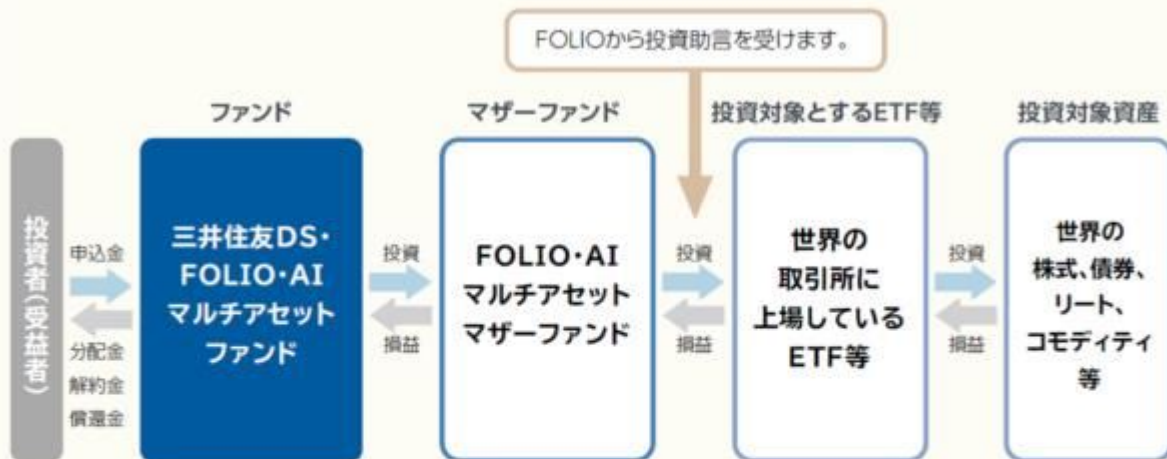 FOLIOから投資助言を受けます。
ファンド
マザーファンド
投資対象とするETF等
投資対象資産
投資者(受益者)
申込金
分配金
解約金
償還金
三井住友DS・
FOLIO・AI
マルチアセット
ファンド
投資
損益
FOLIO・AI
マルチアセット
マザーファンド
投資
損益
世界の
取引所に
上場している
ETF等
投資
損益
世界の
株式、債券、
リート、
コモディティ
等